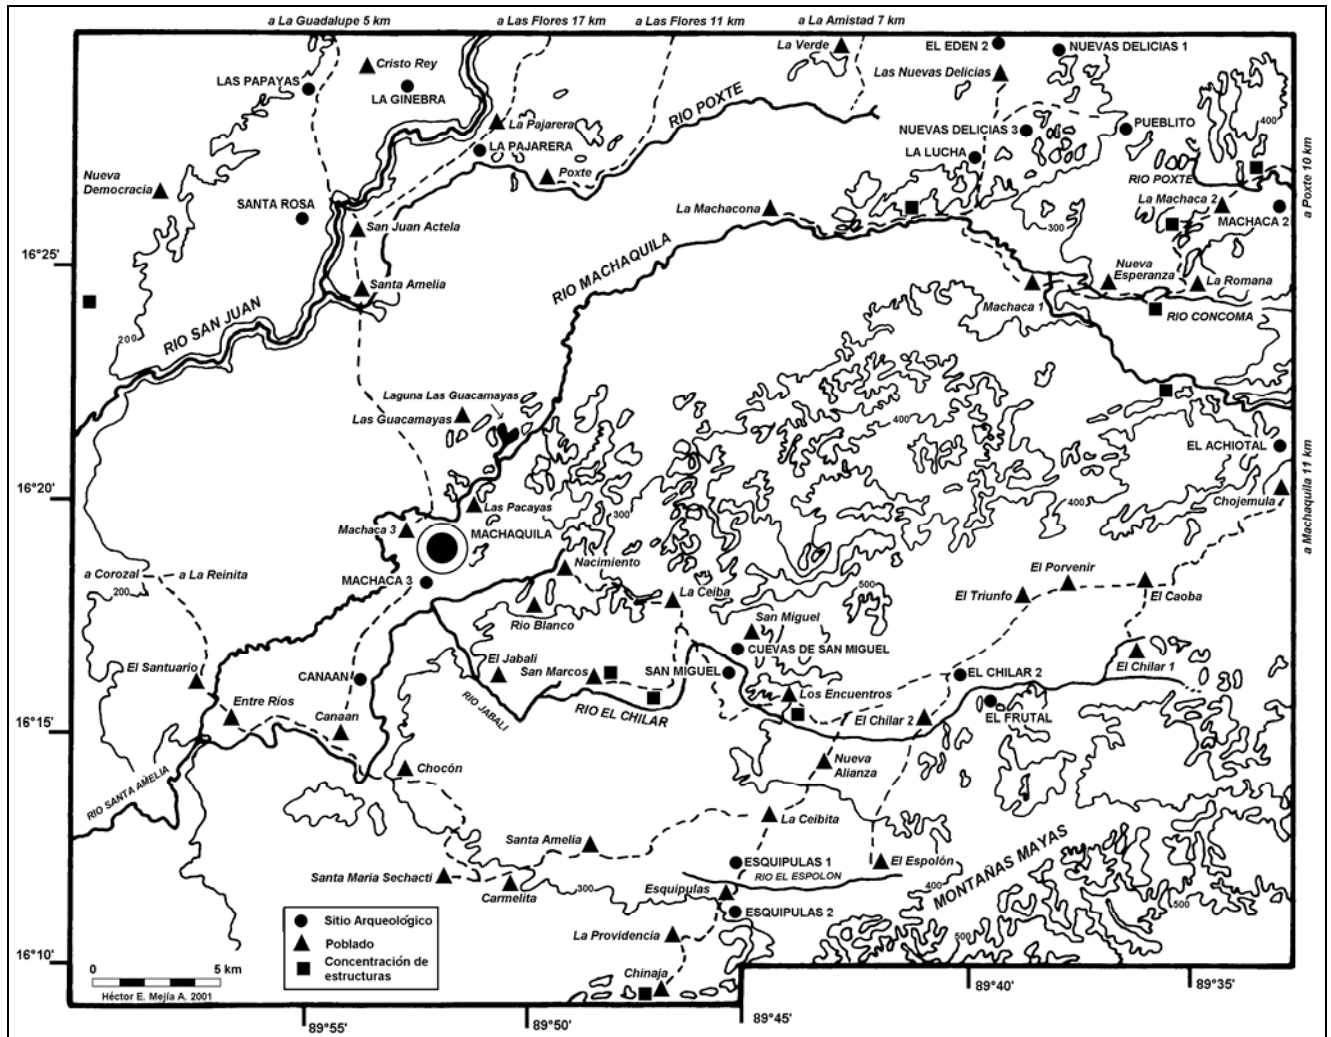 a La Guadalupe 5 km
a Las Flores 17 km
a Las Flores 11 km
a La Amistad 7 km
La Verde
EL EDEN 2
NUEVAS DELICIAS 1
Cristo Rey
Las Nuevas Delicias
LAS PAPAYAS
LA GINEBRA
RIO POXTE
400
La Pajarera
NUEVAS DELICIAS 3
PUEBLITO
LA PAJARERA
LA LUCHA
a Poxte 10 km
Nueva
Democracia
Poxte
RIO POXTE
La Machaca 2
SANTA ROSA
La Machacona
MACHACA 2
San Juan Actela
300
16°25'
RIO MACHAQUILA
Nueva
Esperanza
La Romana
Santa Amelia
Machaca 1
RIO CONCOMA
RIO SAN JUAN
200
Laguna Las Guacamayas
Las Guacamayas
400
EL ACHIOTAL
a Machaquila 11 km
16°20'
Chojemula
400
Las Pacayas
300
Machaca 3
MACHAQUILA
Nacimiento
a Corozal
a La Reinita
200
MACHACA 3
500
El Porvenir
La Ceiba
El Triunfo
El Caoba
Rio Blanco
San Miguel
CUEVAS DE SAN MIGUEL
El Santuario
El Jabali
San Marcos
SAN MIGUEL
El Chilar 1
CANAAN
EL CHILAR 2
Los Encuentros
Entre Ríos
RIO JABALI
RIO EL CHILAR
El Chilar 2
EL FRUTAL
16°15'
Canaan
Nueva
Alianza
Chocón
RIO SANTA AMELIA
La Ceibita
Santa Amelia
MONTAÑAS MAYAS
ESQUIPULAS 1
El Espolón
RIO EL ESPOLON
Santa Maria Sechacti
Carmelita
300
Esquipulas
400
500
ESQUIPULAS 2
Sitio Arqueológico
La Providencia
500
Poblado
16°10'
Concentración de
estructuras
0
5 km
Chinaja
Héctor E. Mejía A. 2001
89°55'
89°50'
89°45'
89°40'
89°35'